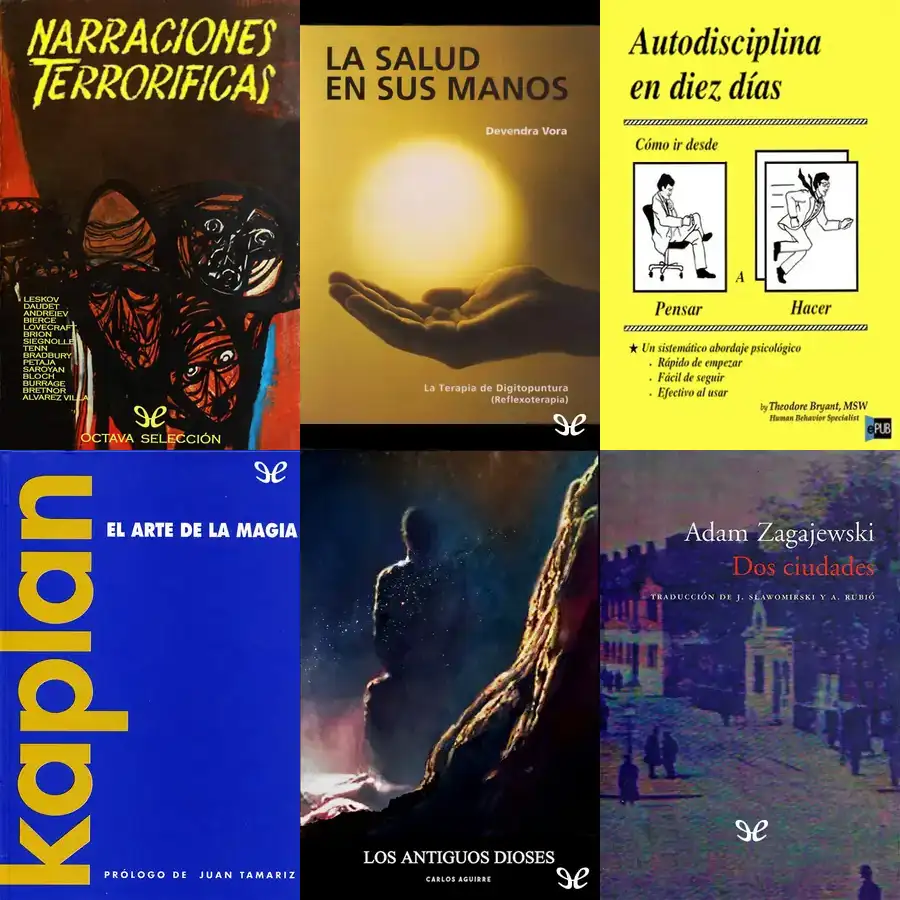 NARRACIONES
TERRORIFICAS
LESKOV
DAUDET
ANDREIEV
BIERCE
LOVECRAFT
BRION
SIEGNOLLE
TENN
BRADBURY
PETAJA
SAROYAN
BLOCH
BURRAGE
BRETNOR
ALVAREZ VILLA
OCTAVA SELECCIÓN
LA SALUD
EN SUS MANOS
Devendra Vora
La Terapia de Digitopuntura
(Reflexoterapia)
Autodisciplina
en diez días
Cómo ir desde
A
Pensar
Hacer
★ Un sistemático abordaje psicológico
• Rápido de empezar
• Fácil de seguir
• Efectivo al usar
by Theodore Bryant, MSW
Human Behavior Specialist
ePUB
kaplan
EL ARTE DE LA MAGIA
PRÓLOGO DE JUAN TAMARIZ
LOS ANTIGUOS DIOSES
CARLOS AGUIRRE
Adam Zagajewski
Dos ciudades
TRADUCCIÓN DE J. SŁAWOMIRSKI Y A. RUBIÓ